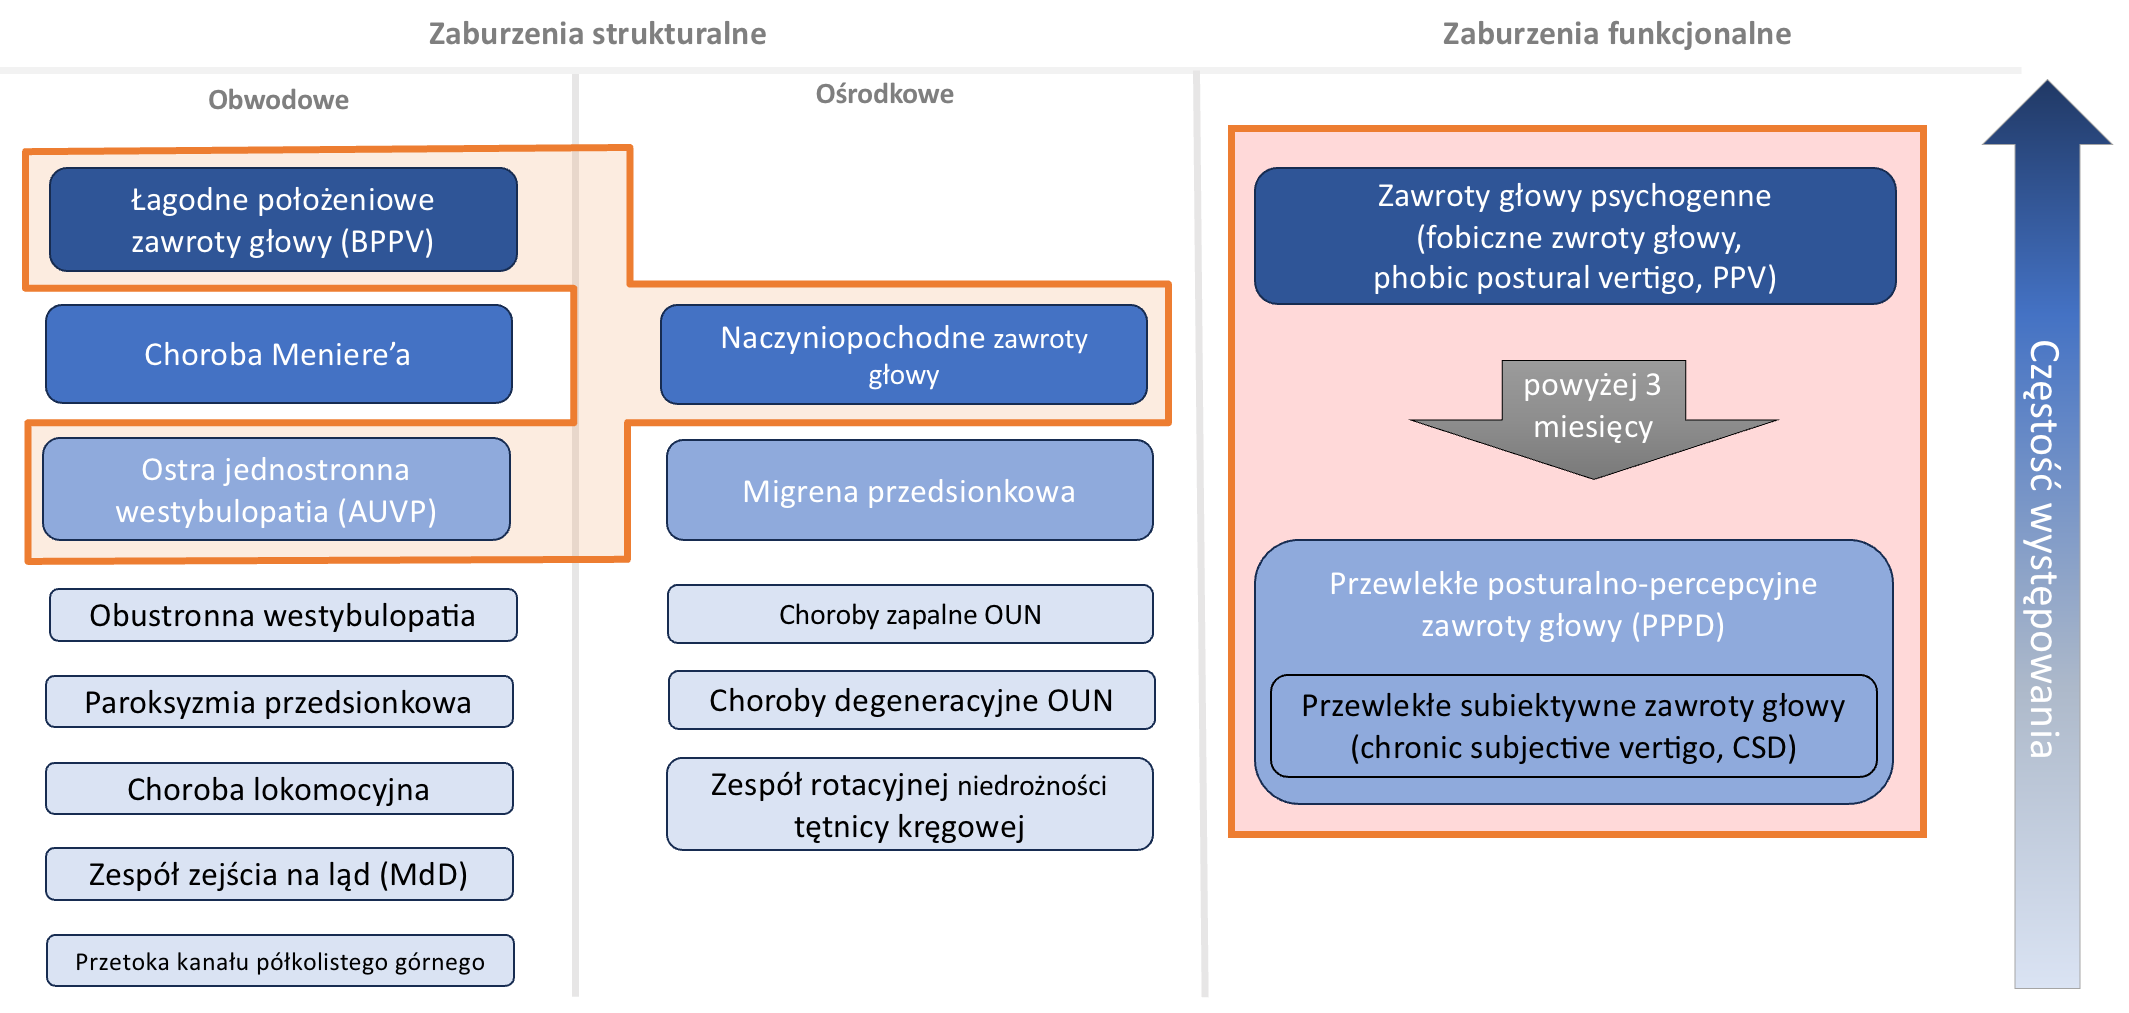 Zaburzenia strukturalne
Zaburzenia funkcjonalne
Obwodowe
Ośrodkowe
Łagodne położeniowe
zawroty głowy (BPPV)
Choroba Meniere’a
Ostra jednostronna
westybulopatia (AUVP)
Obustronna westybulopatia
Paroksyzmia przedsionkowa
Choroba lokomocyjna
Zespół zejścia na ląd (MdD)
Przetoka kanału półkolistego górnego
Naczyniopochodne zawroty
głowy
Migrena przedsionkowa
Choroby zapalne OUN
Choroby degeneracyjne OUN
Zespół rotacyjnej niedrożności
tętnicy kręgowej
Zawroty głowy psychogenne
(fobiczne zwroty głowy,
phobic postural vertigo, PPV)
powyżej 3
miesięcy
Przewlekłe posturalno-percepcyjne
zawroty głowy (PPPD)
Przewlekłe subiektywne zawroty głowy
(chronic subjective vertigo, CSD)
Częstość występowania